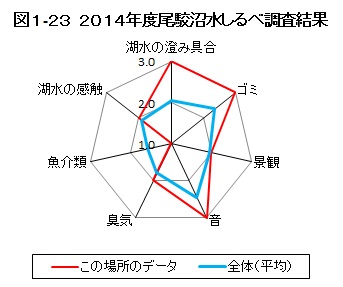 図1-23 2014年度尾駮沼水しるべ調査結果
湖水の澄み具合
3.0
湖水の感触
ゴミ
2.0
1.0
魚介類
景観
臭気
音
この場所のデータ
全体(平均)